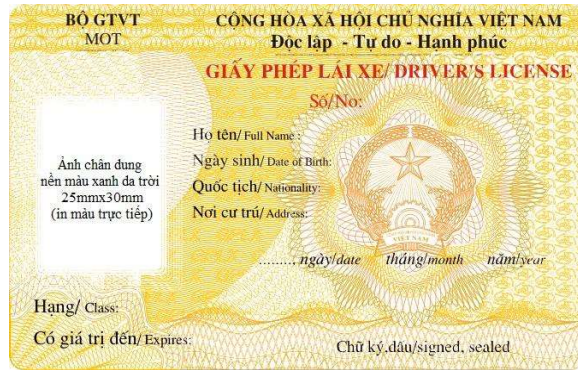 BỘ GTVT
MOT
CỘNG HÒA XÃ HỘI CHỦ NGHĨA VIỆT NAM
Độc lập - Tự do - Hạnh phúc
GIẤY PHÉP LÁI XE/ DRIVER'S LICENSE
Số/No:
Ảnh chân dung
nền màu xanh da trời
25mmx30mm
(in màu trực tiếp)
Họ tên/ Full Name :
Ngày sinh/ Date of Birth:
Quốc tịch/ Nationality:
Nơi cư trú/ Address:
VIỆT NAM
......... ngày/date tháng/month năm/year
Hạng/ Class:
Có giá trị đến/ Expires:
Chữ ký,dấu/signed, sealed